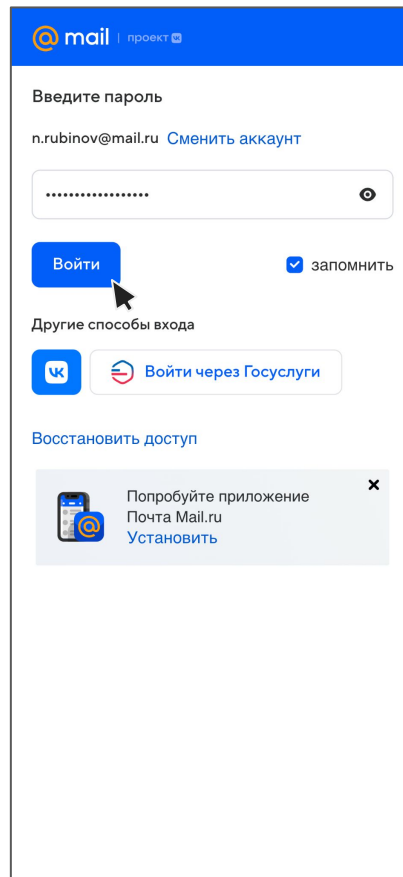 @mail | проект
Введите пароль
n.rubinov@mail.ru Сменить аккаунт
••••••••••••••••••
Войти запомнить
Другие способы входа
Войти через Госуслуги
Восстановить доступ
Попробуйте приложение
Почта Mail.ru
Установить